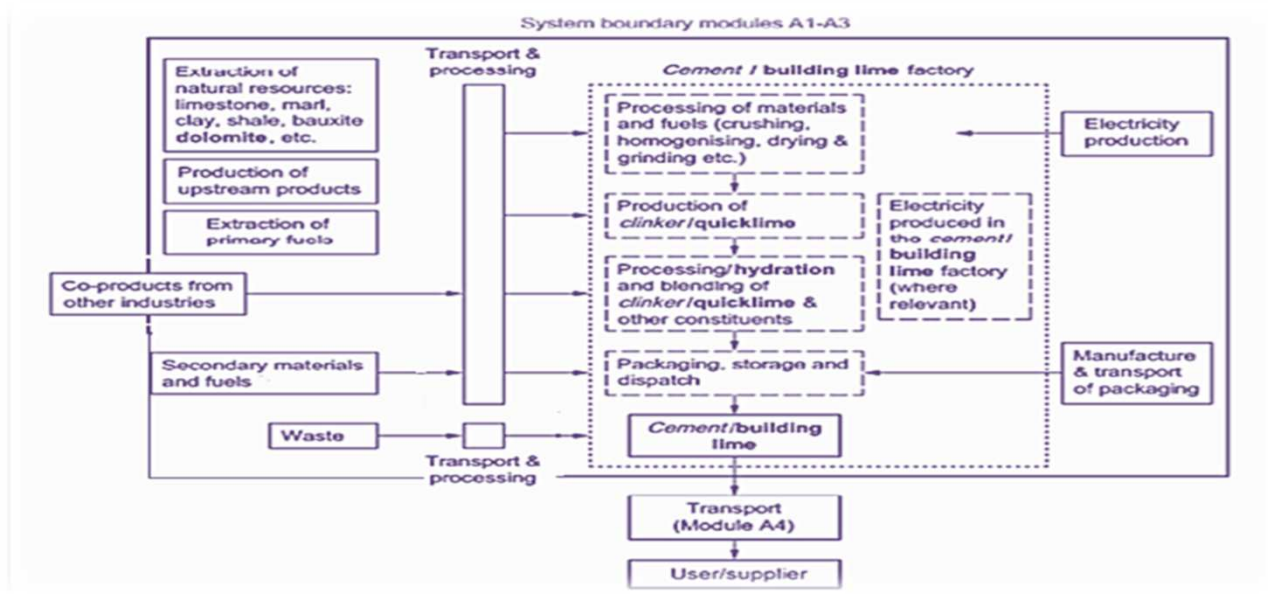 System boundary modules A1-A3
Extraction of
natural resources:
limestone, marl,
clay, shale, bauxite
dolomite, etc.
Production of
upstream products
Extraction of
primary fuels
Co-products from
other industries
Secondary materials
and fuels
Waste
Transport &
processing
Transport &
processing
Cement / building lime factory
Processing of materials
and fuels (crushing,
homogenising, drying &
grinding etc.)
Production of
clinker/quicklime
Processing/hydration
and blending of
clinker/quicklime &
other constituents
Packaging, storage and
dispatch
Cement/building
lime
Electricity
produced in
the cement/
building
lime factory
(where
relevant)
Electricity
production
Manufacture
& transport
of packaging
Transport
(Module A4)
User/supplier